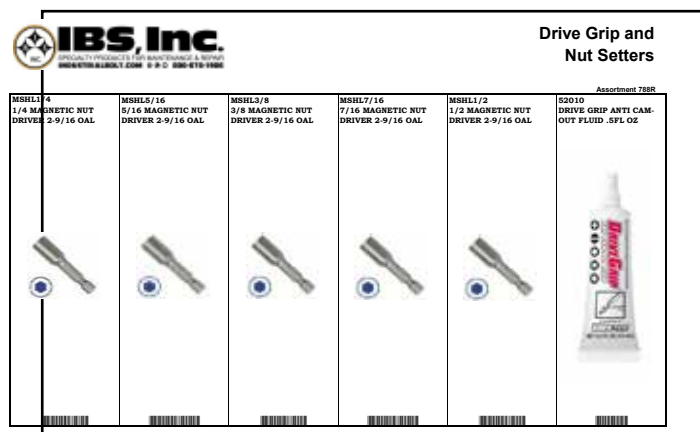 IBS, Inc.
SPECIALTY PRODUCTS FOR MAINTENANCE & REPAIR
Drive Grip and
Nut Setters
Assortment 788R
MSHL1/4
1/4 MAGNETIC NUT
DRIVER 2-9/16 OAL
MSHL5/16
5/16 MAGNETIC NUT
DRIVER 2-9/16 OAL
MSHL3/8
3/8 MAGNETIC NUT
DRIVER 2-9/16 OAL
MSHL7/16
7/16 MAGNETIC NUT
DRIVER 2-9/16 OAL
MSHL1/2
1/2 MAGNETIC NUT
DRIVER 2-9/16 OAL
52010
DRIVE GRIP ANTI CAM-
OUT FLUID .5FL OZ
DriveGrip